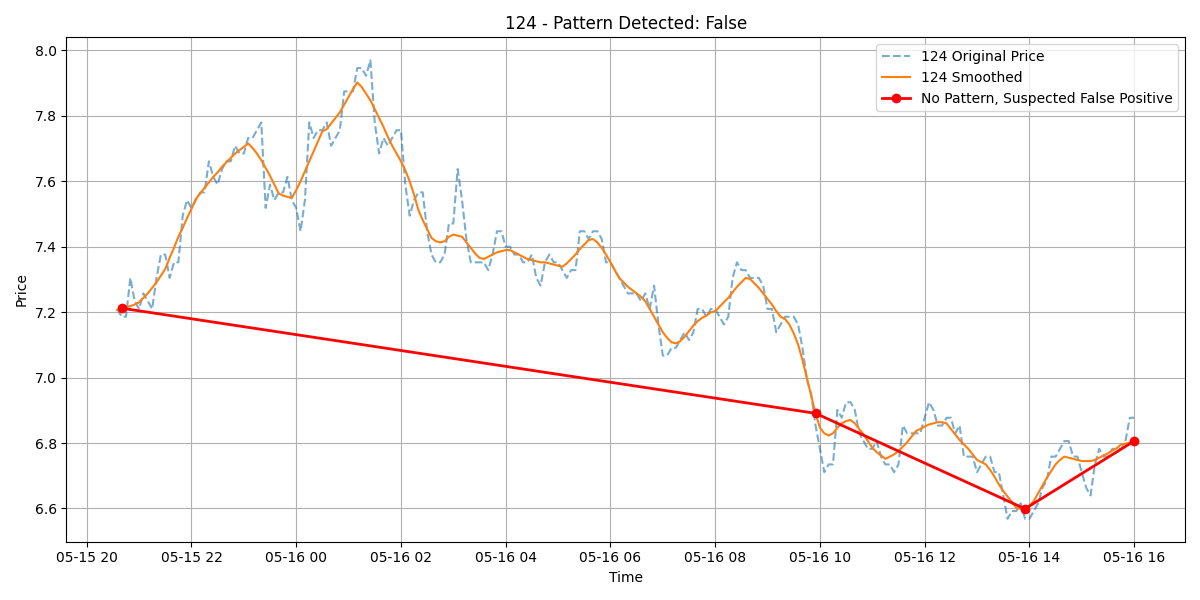 124 - Pattern Detected: False
124 Original Price
124 Smoothed
No Pattern, Suspected False Positive
Price
8.0
7.8
7.6
7.4
7.2
7.0
6.8
6.6
05-15 20 05-15 22 05-16 00 05-16 02 05-16 04 05-16 06 05-16 08 05-16 10 05-16 12 05-16 14 05-16 16
Time